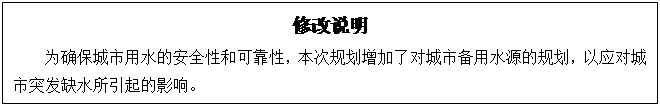 修改说明
为确保城市用水的安全性和可靠性，本次规划增加了对城市备用水源的规划，以应对城
市突发缺水所引起的影响。